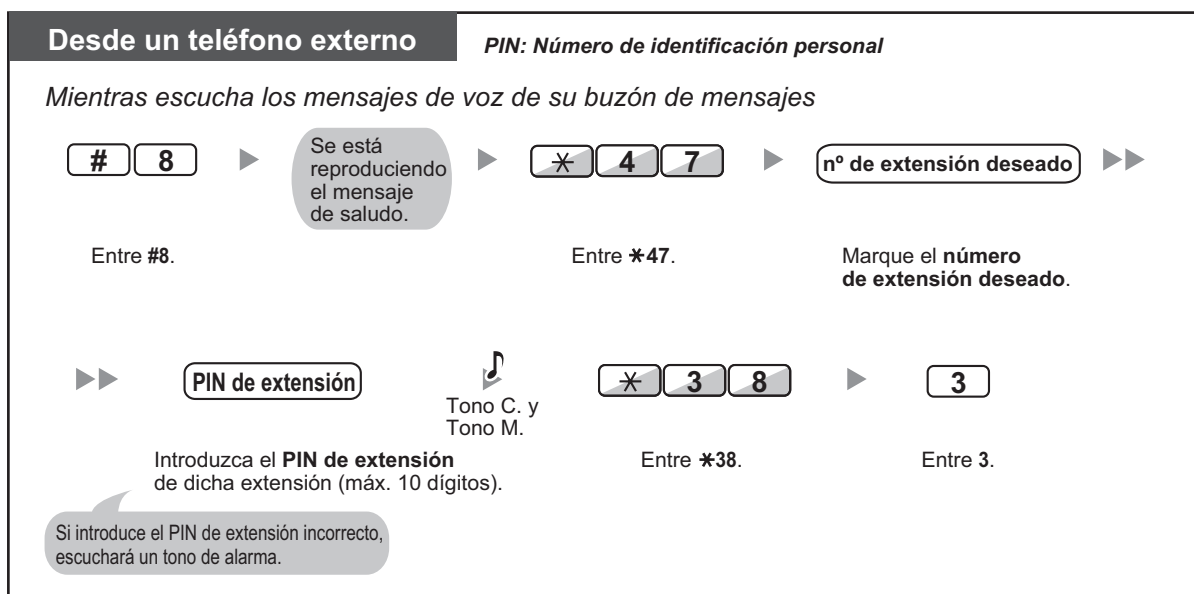 Desde un teléfono externo
PIN: Número de identificación personal
Mientras escucha los mensajes de voz de su buzón de mensajes
# 8
Se está
reproduciendo
el mensaje
de saludo.
* 4 7
nº de extensión deseado
Entre #8.
Entre *47.
Marque el número
de extensión deseado.
PIN de extensión
Tono C. y
Tono M.
* 3 8
3
Introduzca el PIN de extensión
de dicha extensión (máx. 10 dígitos).
Entre *38.
Entre 3.
Si introduce el PIN de extensión incorrecto,
escuchará un tono de alarma.